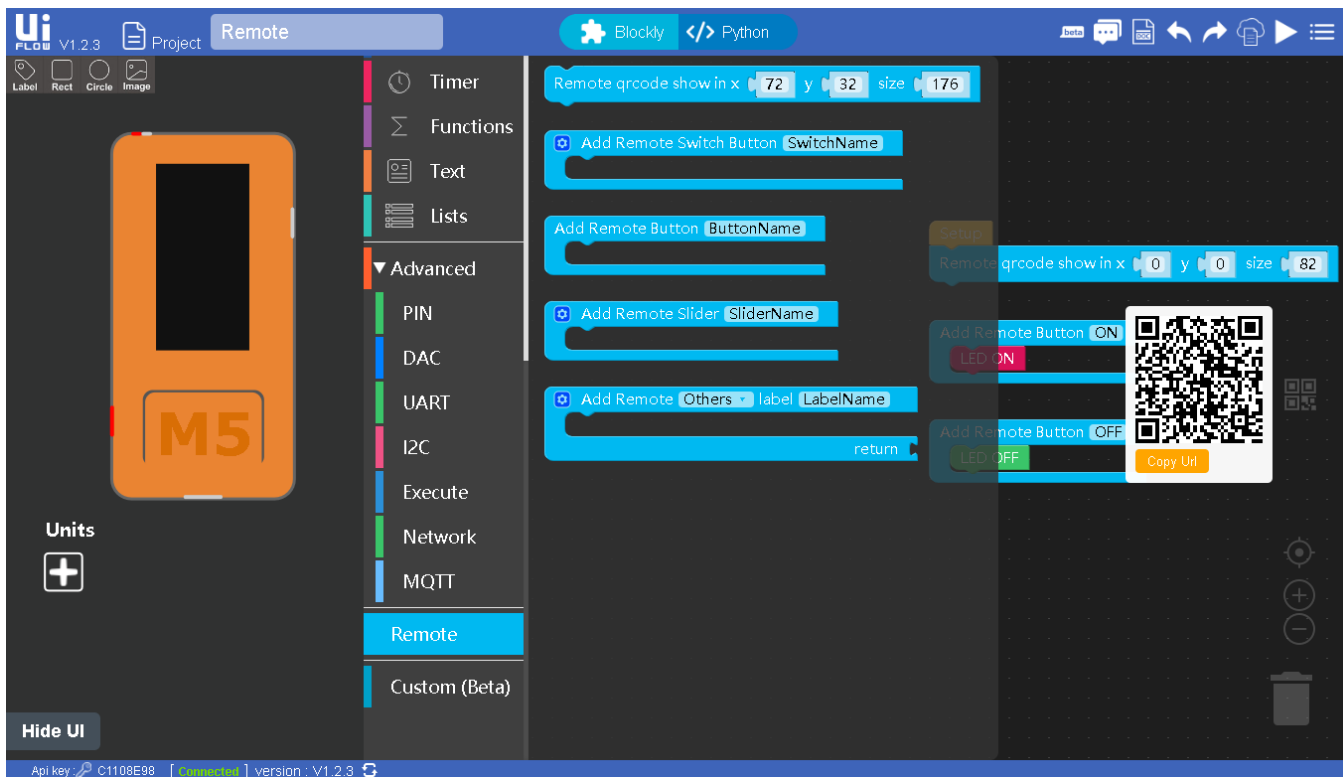 Ui
FLOW V1.2.3
Project
Remote
Blockly
</> Python
.beta
Label
Rect
Circle
Image
M5
Units
Hide UI
Timer
Functions
Text
Lists
Advanced
PIN
DAC
UART
I2C
Execute
Network
MQTT
Remote
Custom (Beta)
Remote qrcode show in x 72 y 32 size 176
Add Remote Switch Button SwitchName
Add Remote Button ButtonName
Add Remote Slider SliderName
Add Remote Others label LabelName
return
Setup
Remote qrcode show in x 0 y 0 size 82
Add Remote Button ON
LED ON
Add Remote Button OFF
LED OFF
Copy Url
Api key: C1108E98 [ Connected ] version : V1.2.3